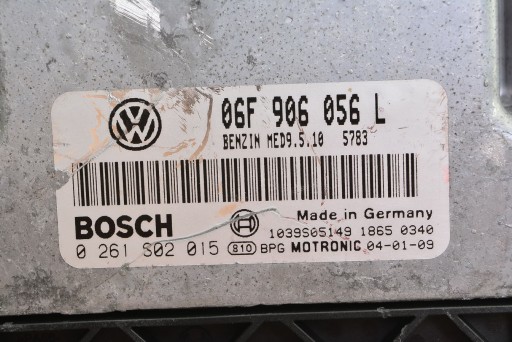 06F 906 056 L
BENZIN MED9.5.10 5783
BOSCH
Made in Germany
1039S05149 1865 0340
0 261 S02 015 810 BPG MOTRONIC 04-01-09